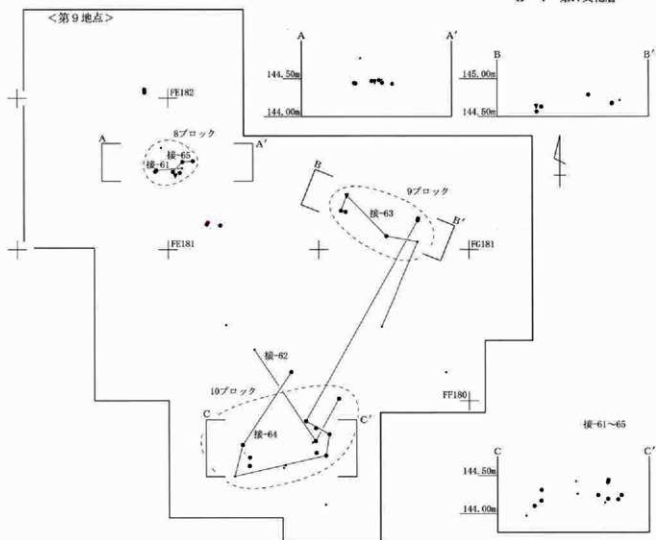 <第9地点>
FE182
8ブロック
A
A′
接-65
接-61
FE181
A
A′
144.50m
144.00m
B
B′
145.00m
144.50m
B
9ブロック
接-63
B′
FG181
接-62
10ブロック
C
C′
接-64
FF180
接-61~65
C
C′
144.50m
144.00m